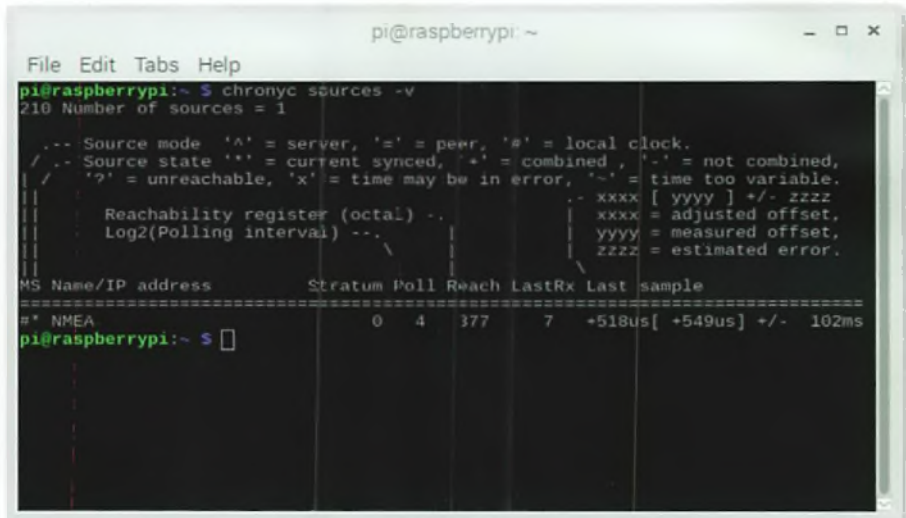 pi@raspberrypi: ~
File Edit Tabs Help
pi@raspberrypi:~ $ chronyc sources -v
210 Number of sources = 1
.-- Source mode '^' = server, '=' = peer, '#' = local clock.
/ .- Source state '*' = current synced, '+' = combined , '-' = not combined,
| / '?' = unreachable, 'x' = time may be in error, '~' = time too variable.
|| .- xxxx [ yyyy ] +/- zzzz
|| Reachability register (octal) -. | xxxx = adjusted offset,
|| Log2(Polling interval) --. | | yyyy = measured offset,
|| \ | | zzzz = estimated error.
|| | \
MS Name/IP address Stratum Poll Reach LastRx Last sample
===============================================================================
#* NMEA 0 4 377 7 +518us[ +549us] +/- 102ms
pi@raspberrypi:~ $